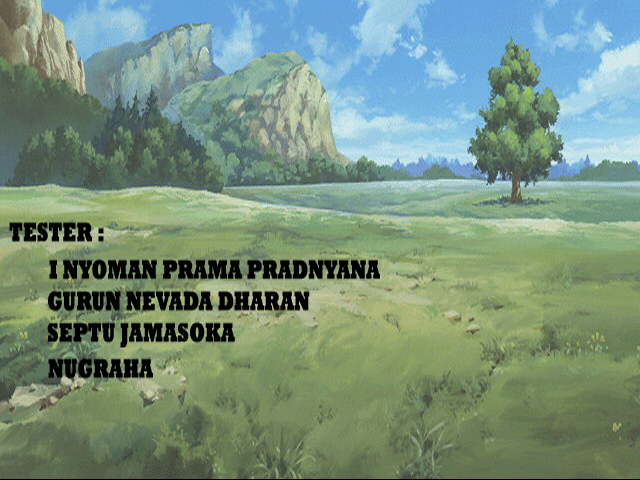 TESTER :
I NYOMAN PRAMA PRADNYANA
GURUN NEVADA DHARAN
SEPTU JAMASOKA
NUGRAHA